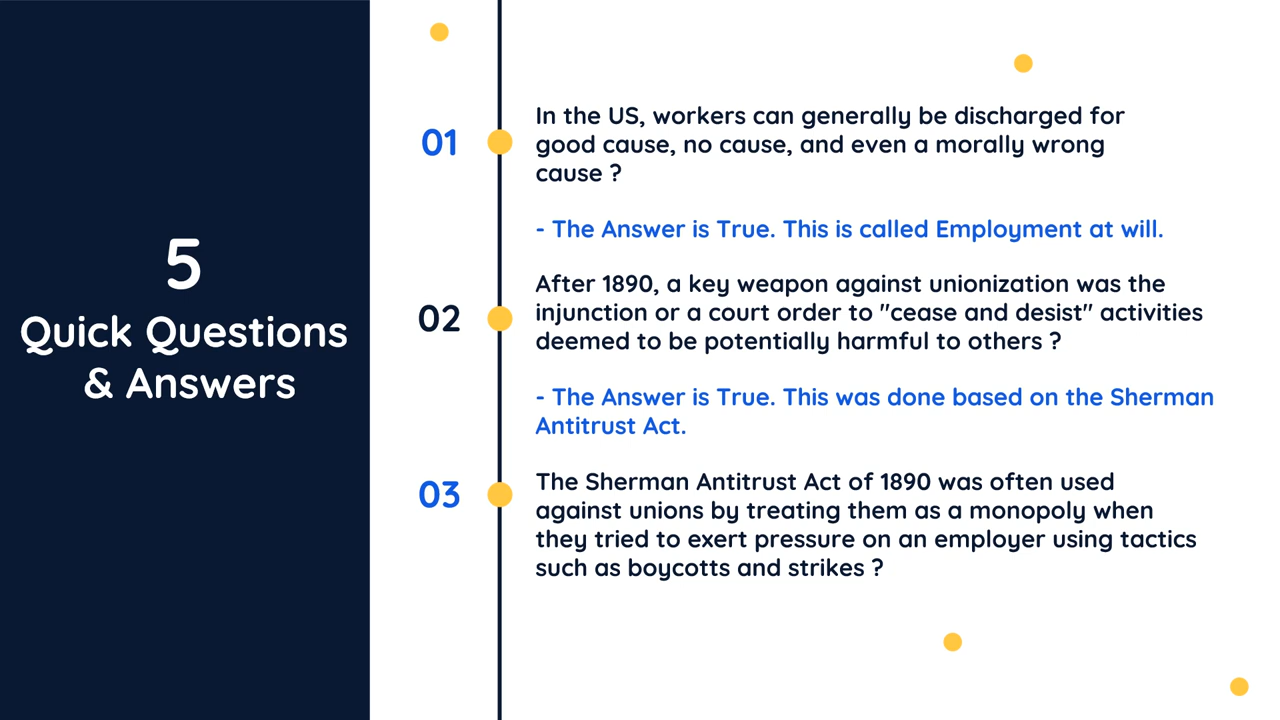 5
Quick Questions
& Answers
01
In the US, workers can generally be discharged for
good cause, no cause, and even a morally wrong
cause ?
- The Answer is True. This is called Employment at will.
02
After 1890, a key weapon against unionization was the
injunction or a court order to "cease and desist" activities
deemed to be potentially harmful to others ?
- The Answer is True. This was done based on the Sherman
Antitrust Act.
03
The Sherman Antitrust Act of 1890 was often used
against unions by treating them as a monopoly when
they tried to exert pressure on an employer using tactics
such as boycotts and strikes ?